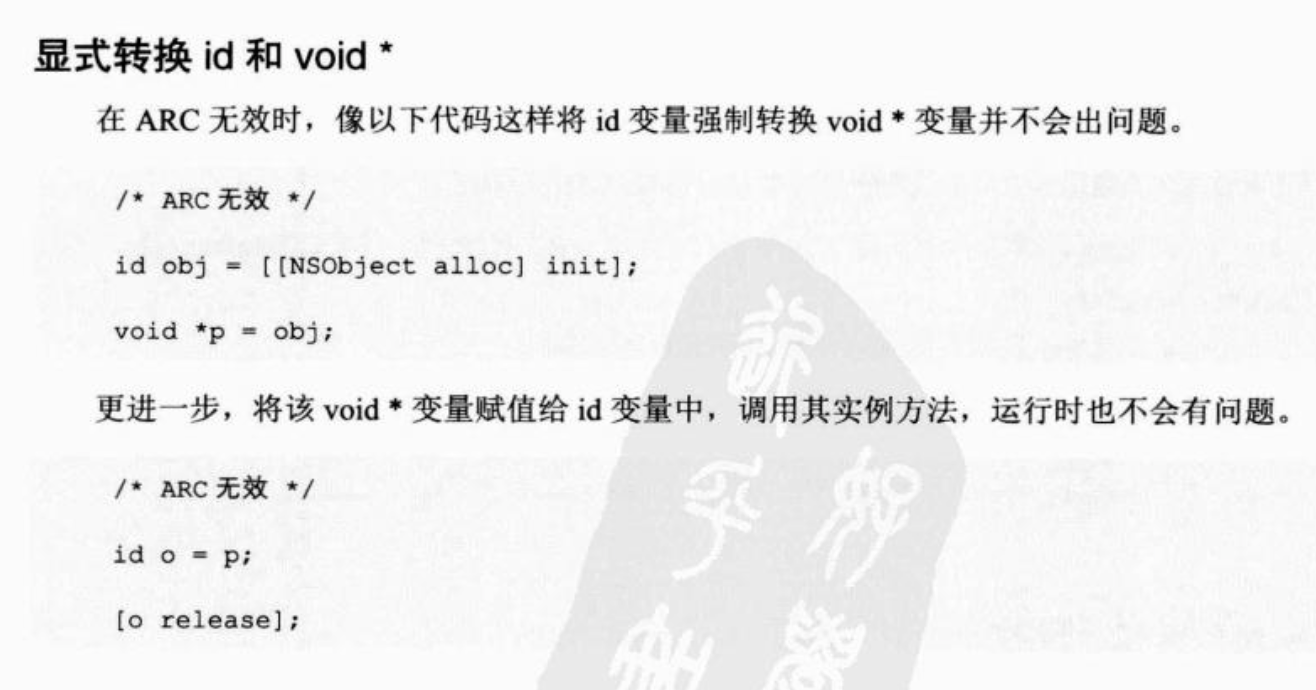 显式转换 id 和 void *
在 ARC 无效时，像以下代码这样将 id 变量强制转换 void * 变量并不会出问题。
/* ARC 无效 */
id obj = [[NSObject alloc] init];
void *p = obj;
更进一步，将该 void * 变量赋值给 id 变量中，调用其实例方法，运行时也不会有问题。
/* ARC 无效 */
id o = p;
[o release];